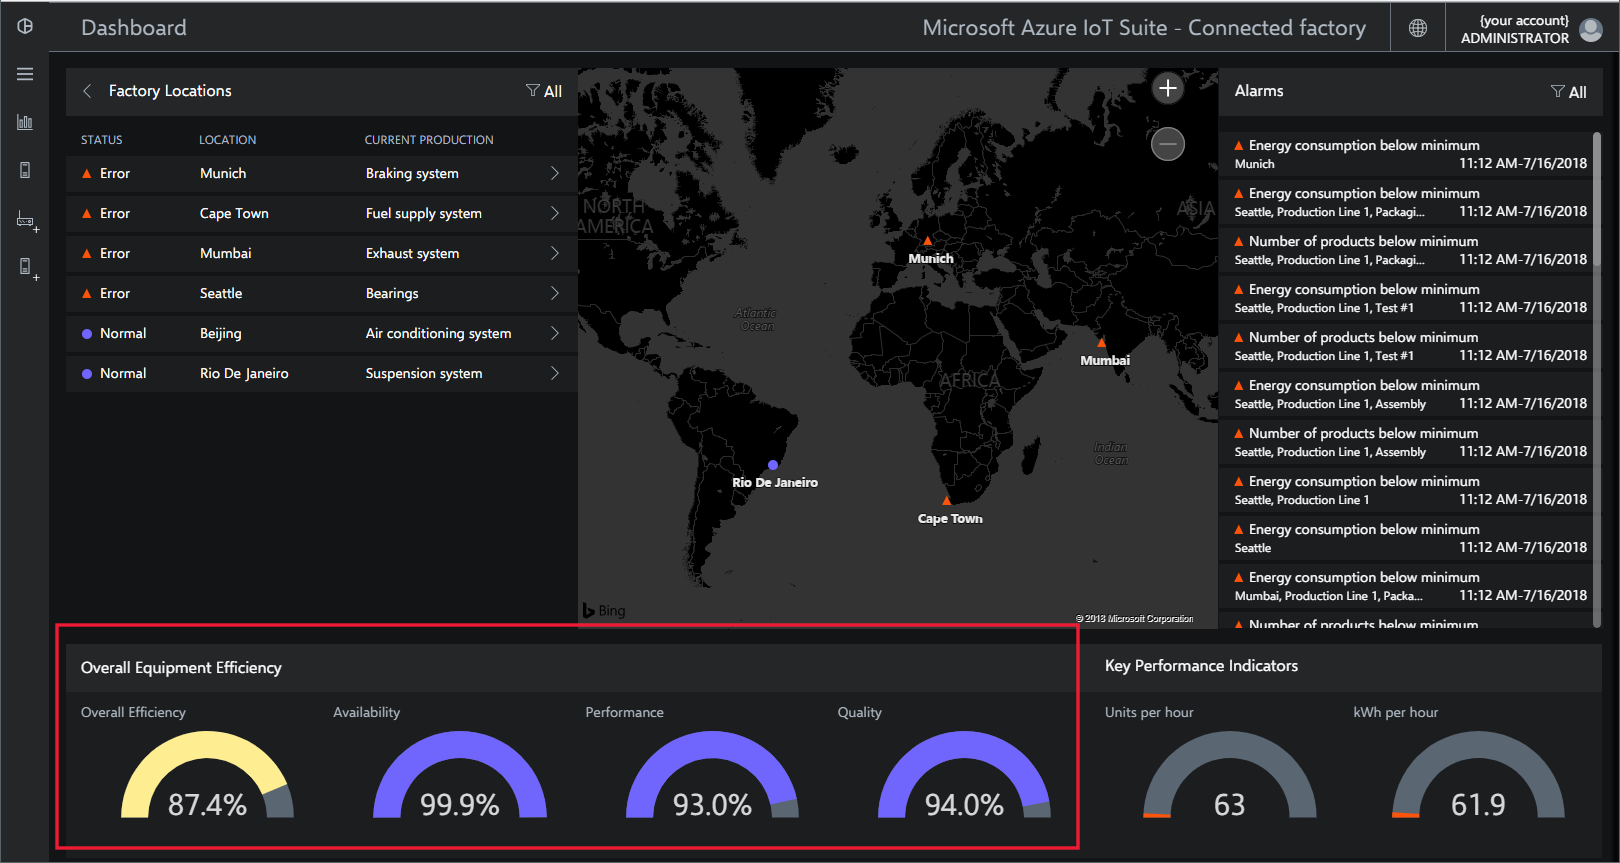 Dashboard
Microsoft Azure IoT Suite - Connected factory
{your account}
ADMINISTRATOR
Factory Locations
All
STATUS LOCATION CURRENT PRODUCTION
Error Munich Braking system
Error Cape Town Fuel supply system
Error Mumbai Exhaust system
Error Seattle Bearings
Normal Beijing Air conditioning system
Normal Rio De Janeiro Suspension system
NORTH
AMERICA
ASIA
Munich
Atlantic
Ocean
Mumbai
AFRICA
Indian
Ocean
Rio De Janeiro
Cape Town
Bing
© 2018 Microsoft Corporation
Alarms
All
Energy consumption below minimum
Munich 11:12 AM-7/16/2018
Energy consumption below minimum
Seattle, Production Line 1, Packagi... 11:12 AM-7/16/2018
Number of products below minimum
Seattle, Production Line 1, Packagi... 11:12 AM-7/16/2018
Energy consumption below minimum
Seattle, Production Line 1, Test #1 11:12 AM-7/16/2018
Number of products below minimum
Seattle, Production Line 1, Test #1 11:12 AM-7/16/2018
Energy consumption below minimum
Seattle, Production Line 1, Assembly 11:12 AM-7/16/2018
Number of products below minimum
Seattle, Production Line 1, Assembly 11:12 AM-7/16/2018
Energy consumption below minimum
Seattle, Production Line 1 11:12 AM-7/16/2018
Energy consumption below minimum
Seattle 11:12 AM-7/16/2018
Energy consumption below minimum
Mumbai, Production Line 1, Packa... 11:12 AM-7/16/2018
Number of products below minimum
Overall Equipment Efficiency
Overall Efficiency Availability Performance Quality
87.4% 99.9% 93.0% 94.0%
Key Performance Indicators
Units per hour kWh per hour
63 61.9